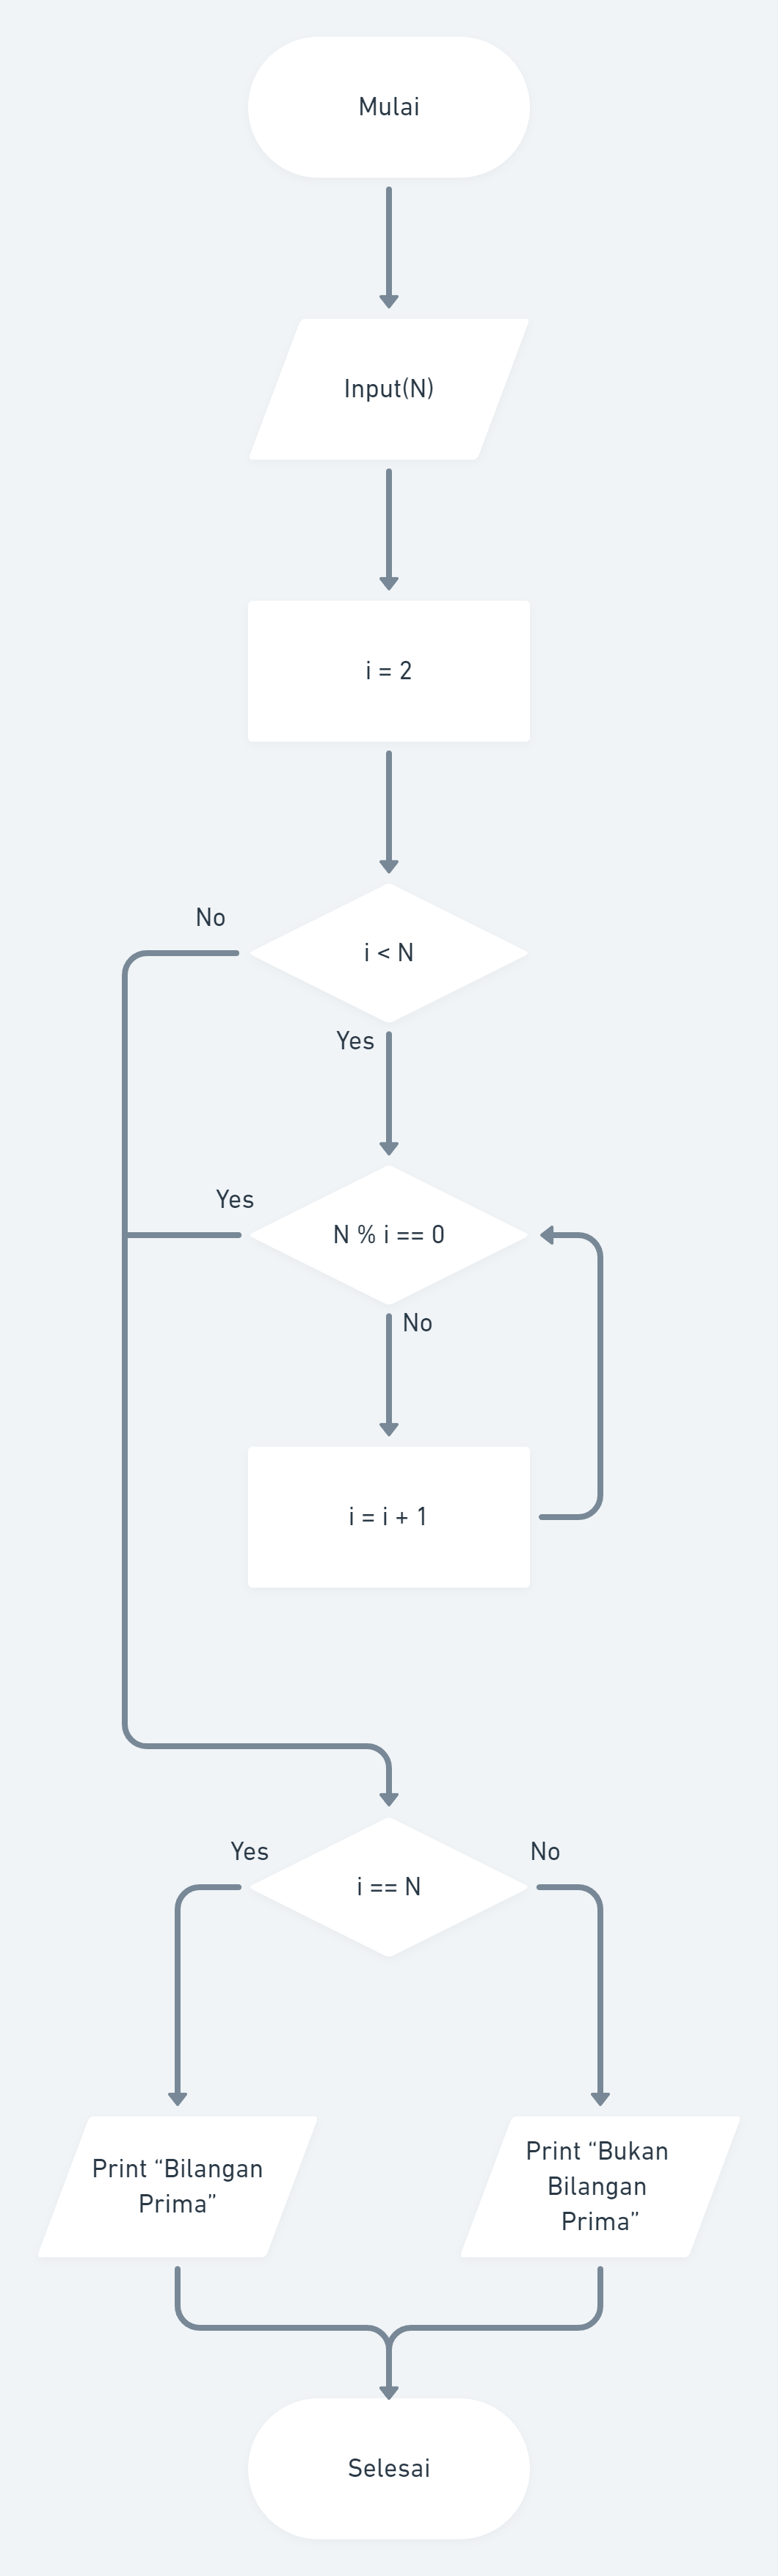 Mulai
Input(N)
i = 2
No
i < N
Yes
Yes
N % i == 0
No
i = i + 1
Yes
No
i == N
Print “Bilangan
Prima”
Print “Bukan
Bilangan
Prima”
Selesai